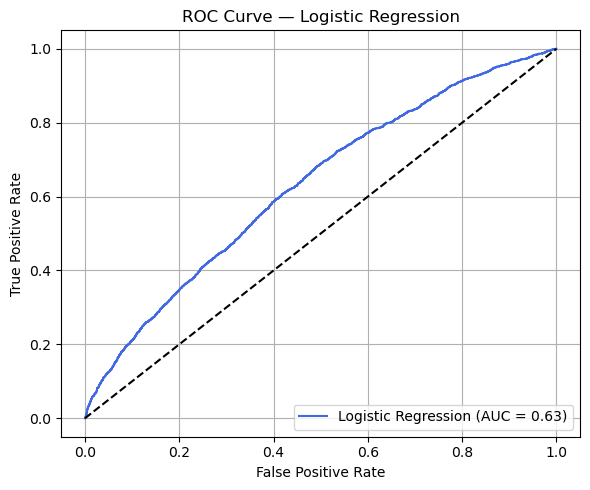 ROC Curve — Logistic Regression
1.0
0.8
0.6
0.4
0.2
0.0
True Positive Rate
Logistic Regression (AUC = 0.63)
0.0 0.2 0.4 0.6 0.8 1.0
False Positive Rate